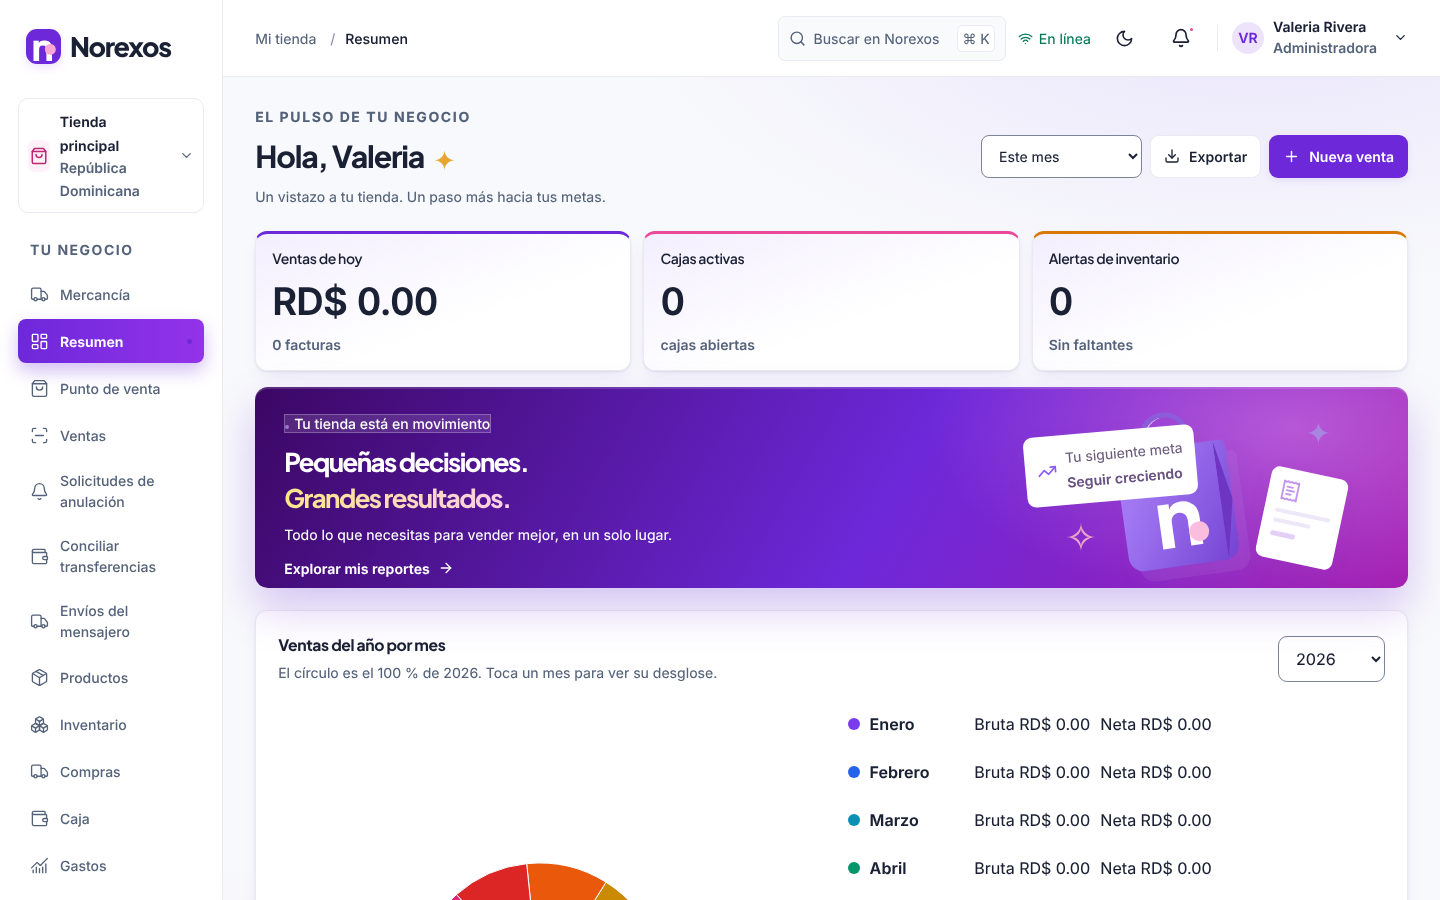 Norexos
Tienda
principal
República
Dominicana
TU NEGOCIO
Mercancía
Resumen
Punto de venta
Ventas
Solicitudes de
anulación
Conciliar
transferencias
Envíos del
mensajero
Productos
Inventario
Compras
Caja
Gastos
Mi tienda / Resumen
Buscar en Norexos ⌘ K
En línea
VR
Valeria Rivera
Administradora
EL PULSO DE TU NEGOCIO
Hola, Valeria
Un vistazo a tu tienda. Un paso más hacia tus metas.
Este mes
Exportar
Nueva venta
Ventas de hoy
RD$ 0.00
0 facturas
Cajas activas
0
cajas abiertas
Alertas de inventario
0
Sin faltantes
Tu tienda está en movimiento
Pequeñas decisiones.
Grandes resultados.
Todo lo que necesitas para vender mejor, en un solo lugar.
Explorar mis reportes
Tu siguiente meta
Seguir creciendo
n
Ventas del año por mes
El círculo es el 100 % de 2026. Toca un mes para ver su desglose.
2026
Enero Bruta RD$ 0.00 Neta RD$ 0.00
Febrero Bruta RD$ 0.00 Neta RD$ 0.00
Marzo Bruta RD$ 0.00 Neta RD$ 0.00
Abril Bruta RD$ 0.00 Neta RD$ 0.00